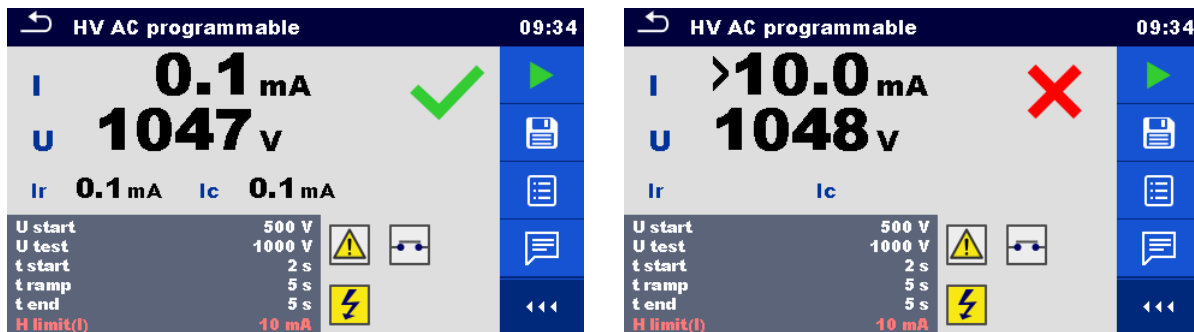 HV AC programmable 09:34
I 0.1 mA
U 1047 V
Ir 0.1 mA Ic 0.1 mA
U start 500 V
U test 1000 V
t start 2 s
t ramp 5 s
t end 5 s
H limit(I) 10 mA
HV AC programmable 09:34
I >10.0 mA
U 1048 V
Ir Ic
U start 500 V
U test 1000 V
t start 2 s
t ramp 5 s
t end 5 s
H limit(I) 10 mA